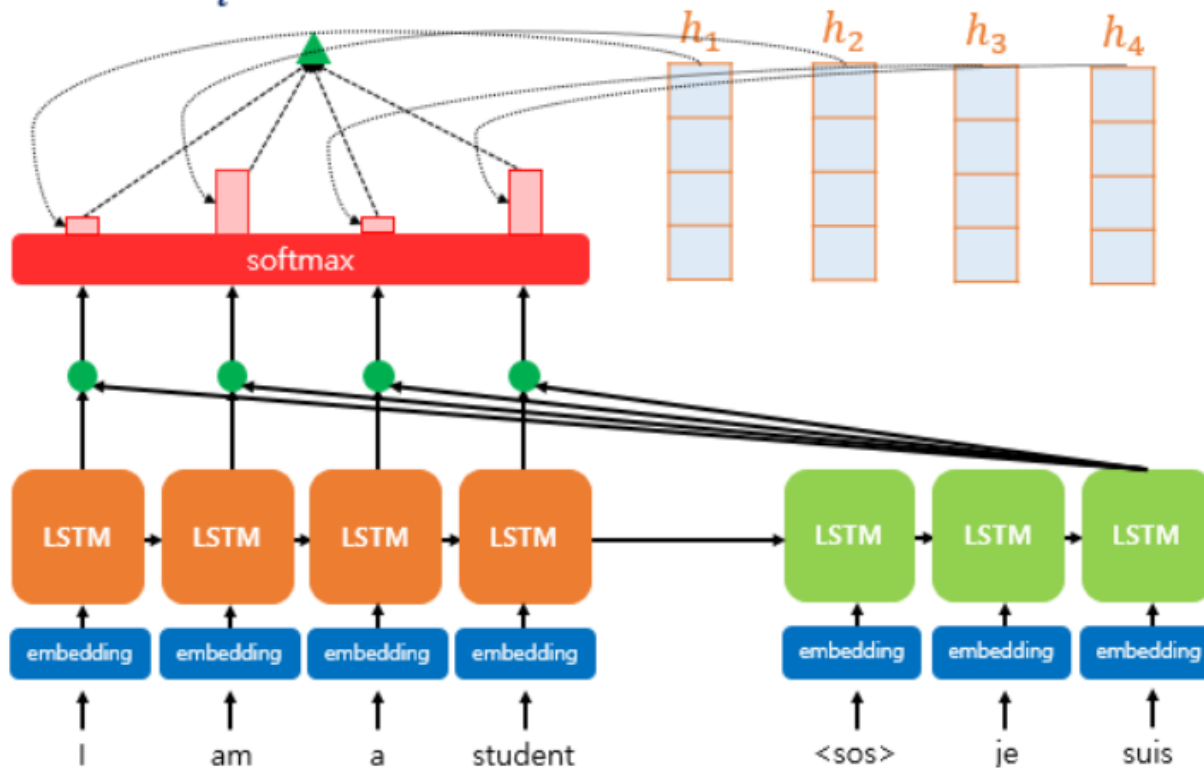 h₁ h₂ h₃ h₄
softmax
LSTM LSTM LSTM LSTM LSTM LSTM LSTM
embedding embedding embedding embedding embedding embedding embedding
I am a student <sos> je suis